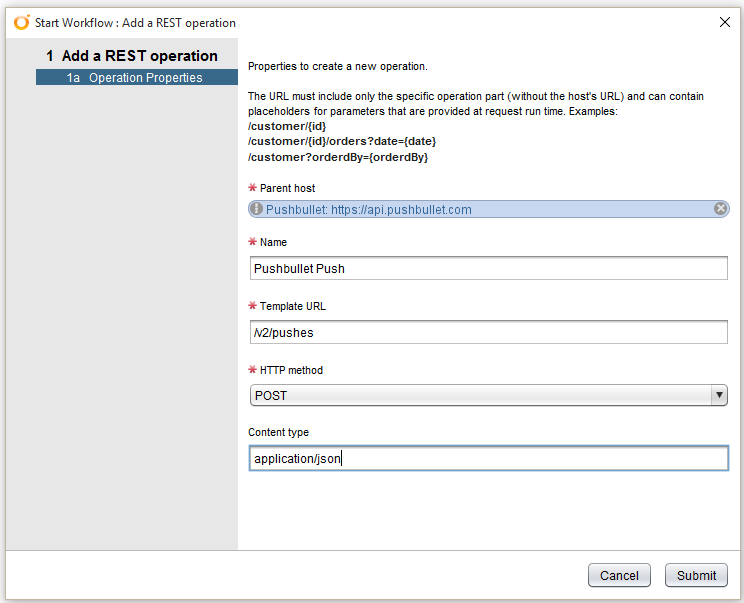 Start Workflow : Add a REST operation
1 Add a REST operation
1a Operation Properties
Properties to create a new operation.
The URL must include only the specific operation part (without the host's URL) and can contain
placeholders for parameters that are provided at request run time. Examples:
/customer/{id}
/customer/{id}/orders?date={date}
/customer?orderdBy={orderdBy}
* Parent host
Pushbullet: https://api.pushbullet.com
* Name
Pushbullet Push
* Template URL
/v2/pushes
* HTTP method
POST
Content type
application/json
Cancel
Submit